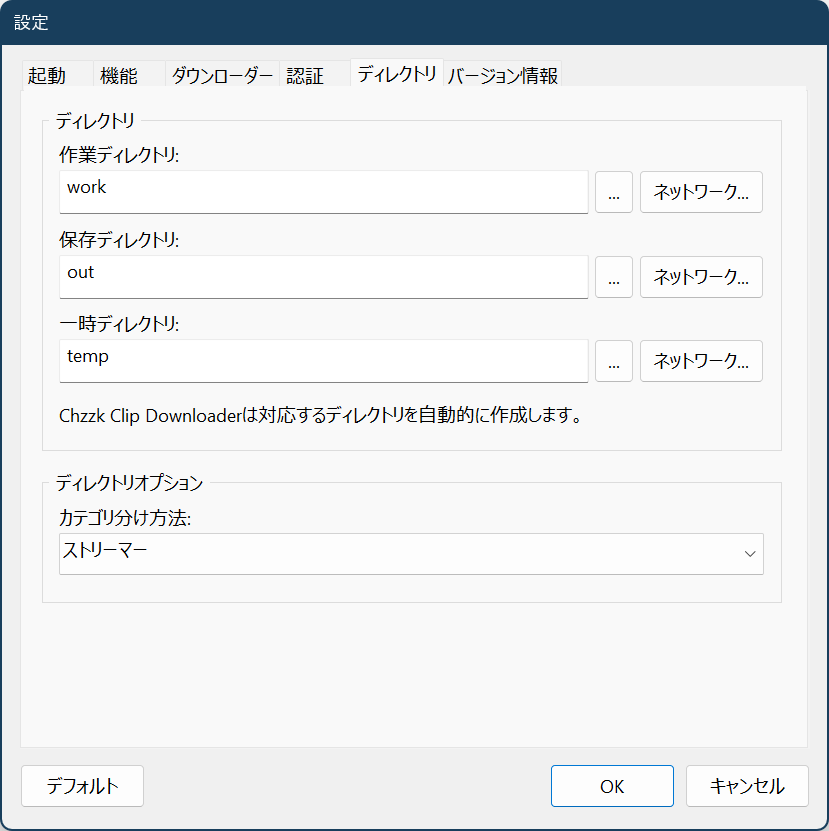 設定
起動 機能 ダウンローダー 認証 ディレクトリ バージョン情報
ディレクトリ
作業ディレクトリ:
work ... ネットワーク...
保存ディレクトリ:
out ... ネットワーク...
一時ディレクトリ:
temp ... ネットワーク...
Chzzk Clip Downloaderは対応するディレクトリを自動的に作成します。
ディレクトリオプション
カテゴリ分け方法:
ストリーマー
デフォルト OK キャンセル